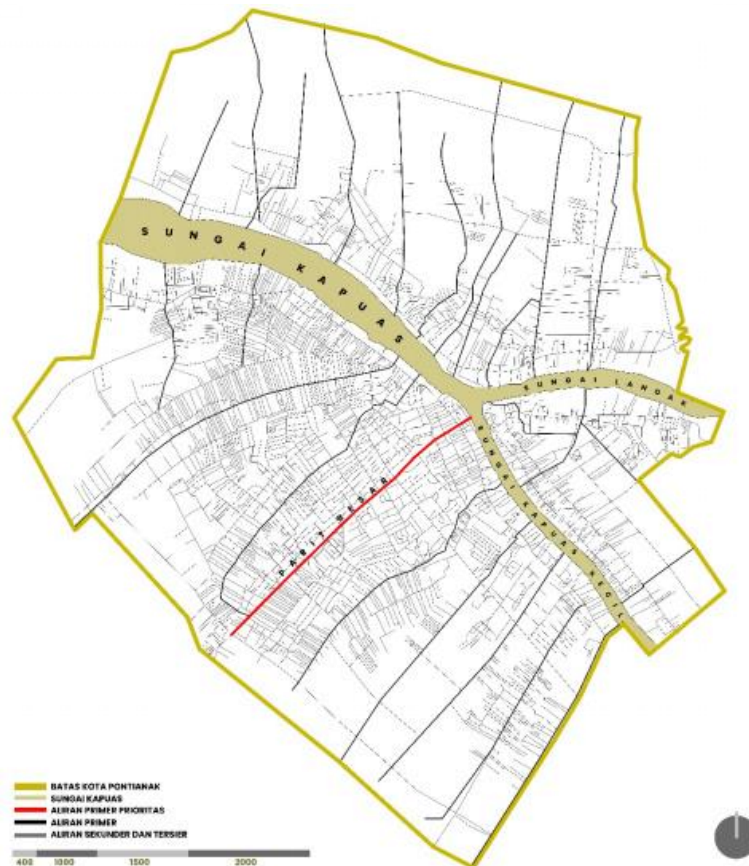 SUNGAI KAPUAS
SUNGAI LANDAK
SUNGAI KAPUAS KECIL
PARIT BESAR
BATAS KOTA PONTIANAK
SUNGAI KAPUAS
ALIRAN PRIMER PRIORITAS
ALIRAN PRIMER
ALIRAN SEKUNDER DAN TERSIER
400 1000 1500 2000